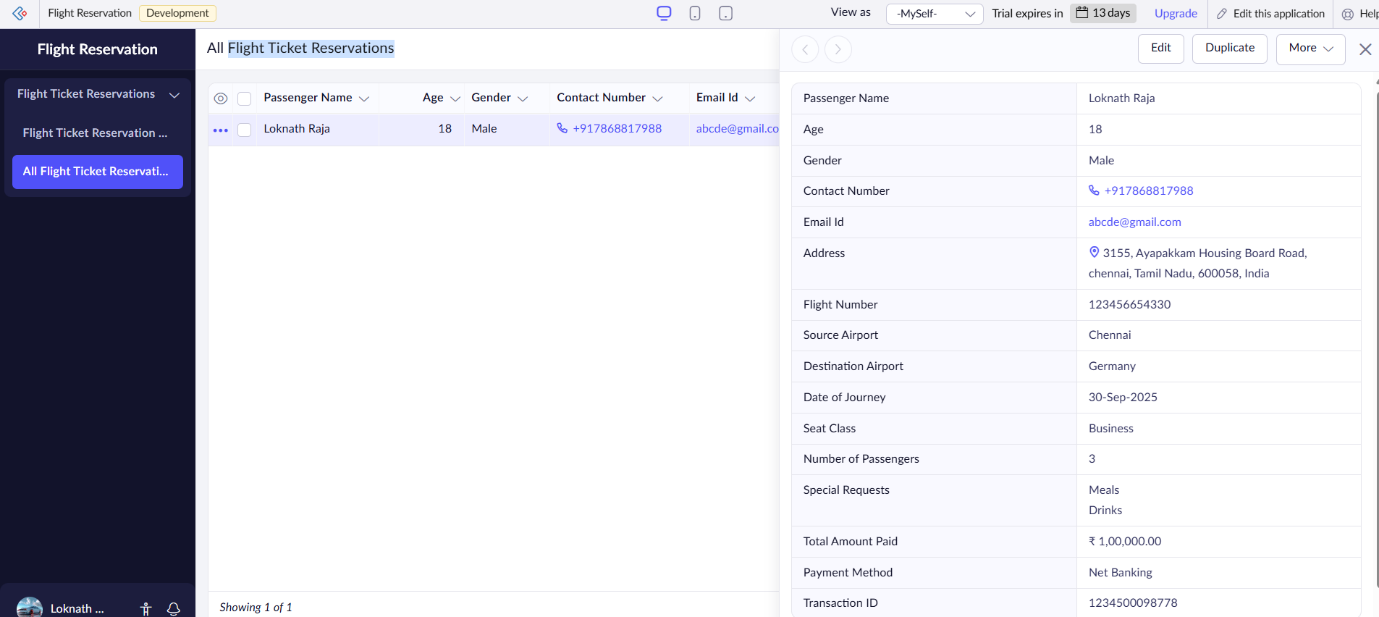 Flight Reservation Development View as -MySelf- Trial expires in 13 days Upgrade Edit this application Help
Flight Reservation
Flight Ticket Reservations
Flight Ticket Reservation ...
All Flight Ticket Reservati...
Loknath ...
All Flight Ticket Reservations
Passenger Name Age Gender Contact Number Email Id
Loknath Raja 18 Male +917868817988 abcde@gmail.co
Showing 1 of 1
Edit Duplicate More
Passenger Name Loknath Raja
Age 18
Gender Male
Contact Number +917868817988
Email Id abcde@gmail.com
Address 3155, Ayapakkam Housing Board Road,
chennai, Tamil Nadu, 600058, India
Flight Number 123456654330
Source Airport Chennai
Destination Airport Germany
Date of Journey 30-Sep-2025
Seat Class Business
Number of Passengers 3
Special Requests Meals
Drinks
Total Amount Paid ₹ 1,00,000.00
Payment Method Net Banking
Transaction ID 1234500098778